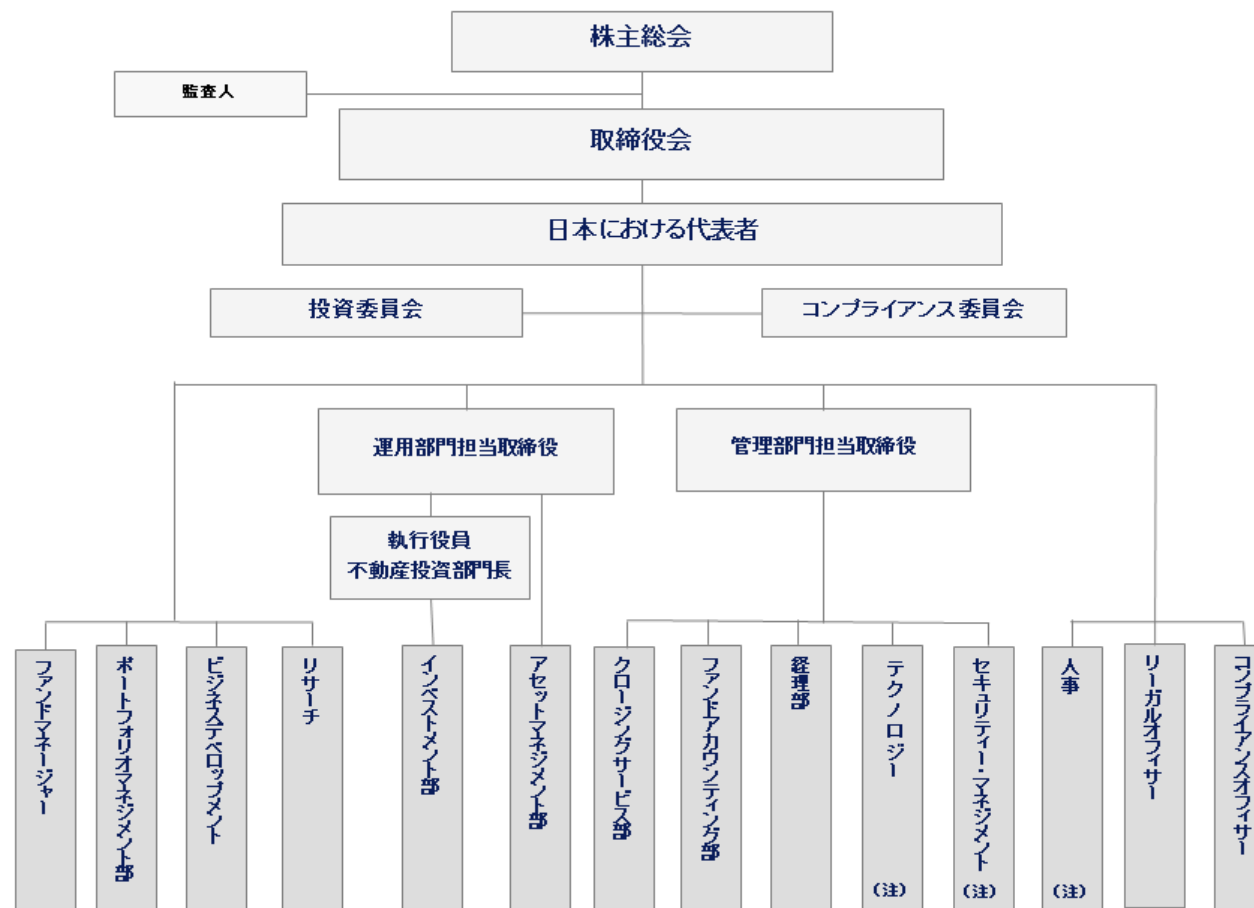 株主総会
監査人
取締役会
日本における代表者
投資委員会
コンプライアンス委員会
運用部門担当取締役
管理部門担当取締役
執行役員
不動産投資部門長
ファンドマネージャー
ポートフォリオマネジメント部
ビジネスデベロップメント
リサーチ
インベストメント部
アセットマネジメント部
クロージングサービス部
ファンドアカウンティング部
経理部
テクノロジー
(注)
セキュリティー・マネジメント
(注)
人事
(注)
リーガルオフィサー
コンプライアンスオフィサー